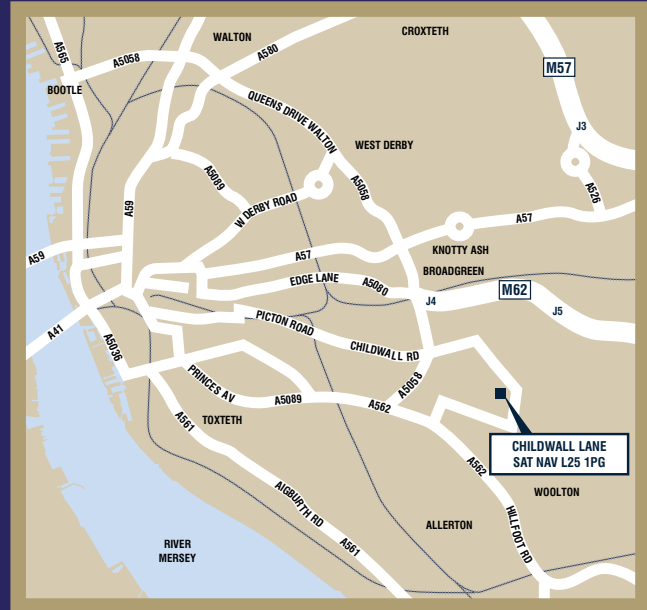 WALTON
CROXTETH
A565
A5058
A580
M57
BOOTLE
QUEENS DRIVE WALTON
J3
WEST DERBY
A5089
A5058
A526
A59
W DERBY ROAD
A57
A59
A57
KNOTTY ASH
BROADGREEN
EDGE LANE
A5080
M62
J4
J5
A41
A5036
PICTON ROAD
CHILDWALL RD
PRINCES AV
A5089
A562
A5058
A561
TOXTETH
CHILDWALL LANE
SAT NAV L25 1PG
A562
WOOLTON
AIGBURTH RD
HILLFOOT RD
ALLERTON
A561
RIVER
MERSEY